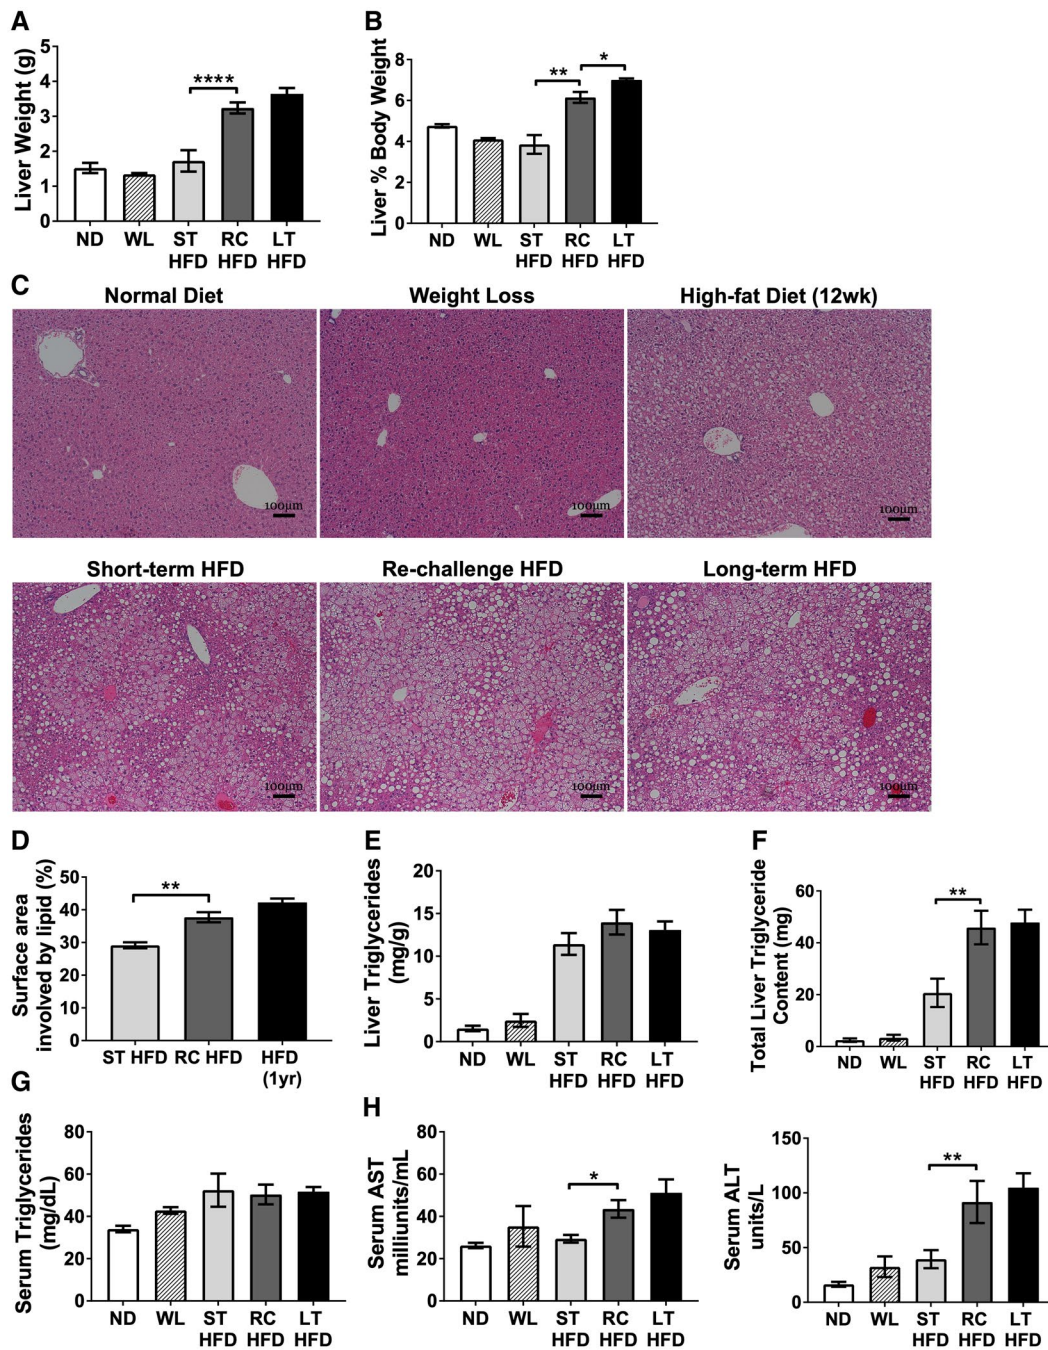 A
Liver Weight (g)
5
4
3
2
1
0
****
ND WL ST RC LT
HFD HFD HFD
B
Liver % Body Weight
8
6
4
2
0
** *
ND WL ST RC LT
HFD HFD HFD
C
Normal Diet Weight Loss High-fat Diet (12wk)
100µm 100µm 100µm
Short-term HFD Re-challenge HFD Long-term HFD
100µm 100µm 100µm
D
Surface area
involved by lipid (%)
50
40
30
20
10
0
**
ST HFD RC HFD HFD
(1yr)
E
Liver Triglycerides
(mg/g)
20
15
10
5
0
ND WL ST RC LT
HFD HFD HFD
F
Total Liver Triglyceride
Content (mg)
60
40
20
0
**
ND WL ST RC LT
HFD HFD HFD
G
Serum Triglycerides
(mg/dL)
80
60
40
20
0
ND WL ST RC LT
HFD HFD HFD
H
Serum AST
milliunits/mL
80
60
40
20
0
*
ND WL ST RC LT
HFD HFD HFD
Serum ALT
units/L
150
100
50
0
**
ND WL ST RC LT
HFD HFD HFD